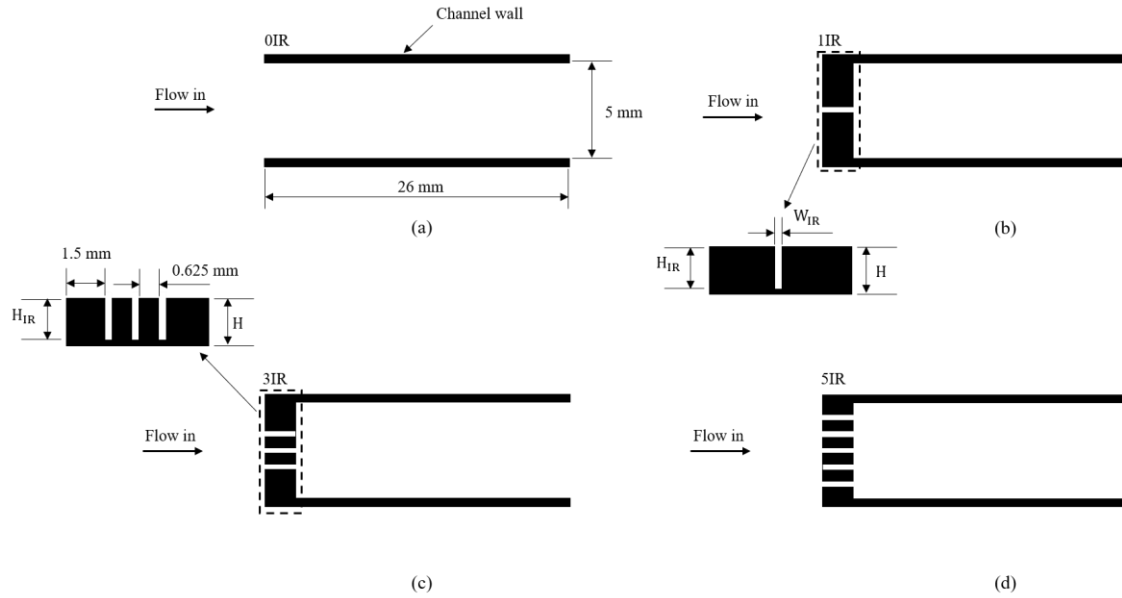 Channel wall
0IR
Flow in
5 mm
26 mm
(a)
1IR
Flow in
W_IR
H_IR
H
(b)
1.5 mm
0.625 mm
H_IR
H
3IR
Flow in
(c)
5IR
Flow in
(d)